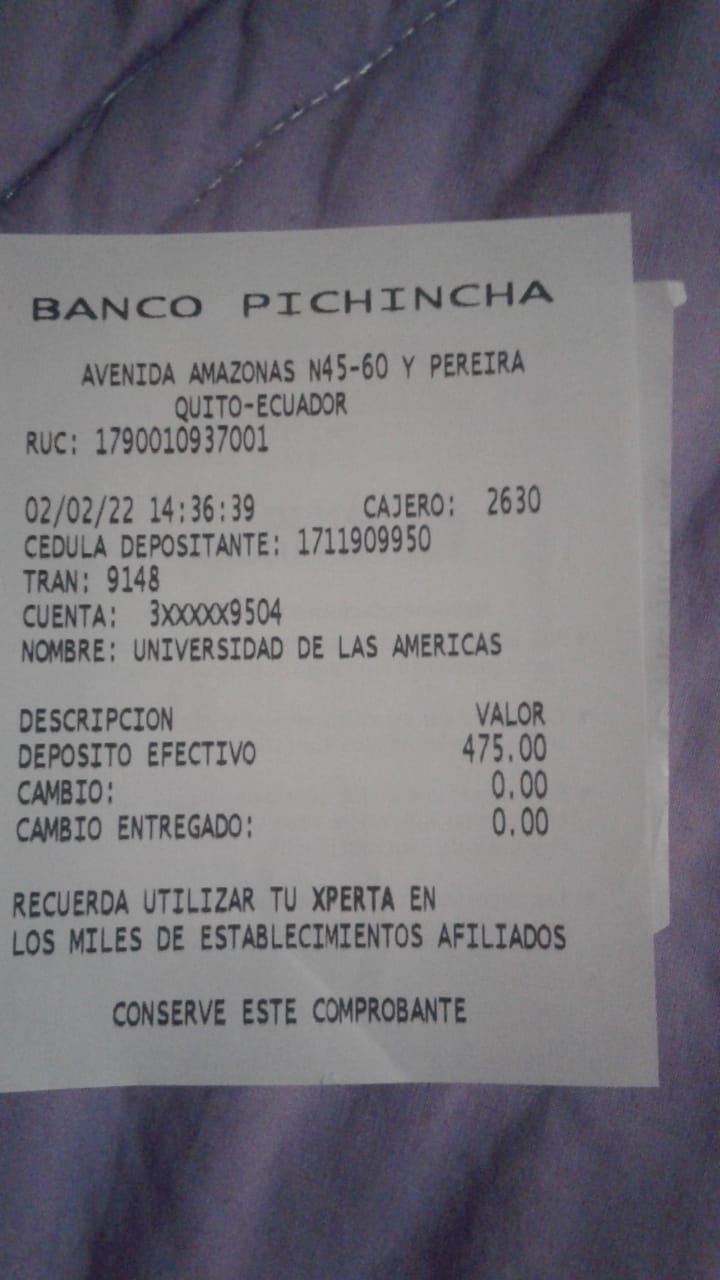 BANCO PICHINCHA
AVENIDA AMAZONAS N45-60 Y PEREIRA
QUITO-ECUADOR
RUC: 1790010937001
02/02/22 14:36:39 CAJERO: 2630
CEDULA DEPOSITANTE: 1711909950
TRAN: 9148
CUENTA: 3XXXXX9504
NOMBRE: UNIVERSIDAD DE LAS AMERICAS
DESCRIPCION VALOR
DEPOSITO EFECTIVO 475.00
CAMBIO: 0.00
CAMBIO ENTREGADO: 0.00
RECUERDA UTILIZAR TU XPERTA EN
LOS MILES DE ESTABLECIMIENTOS AFILIADOS
CONSERVE ESTE COMPROBANTE